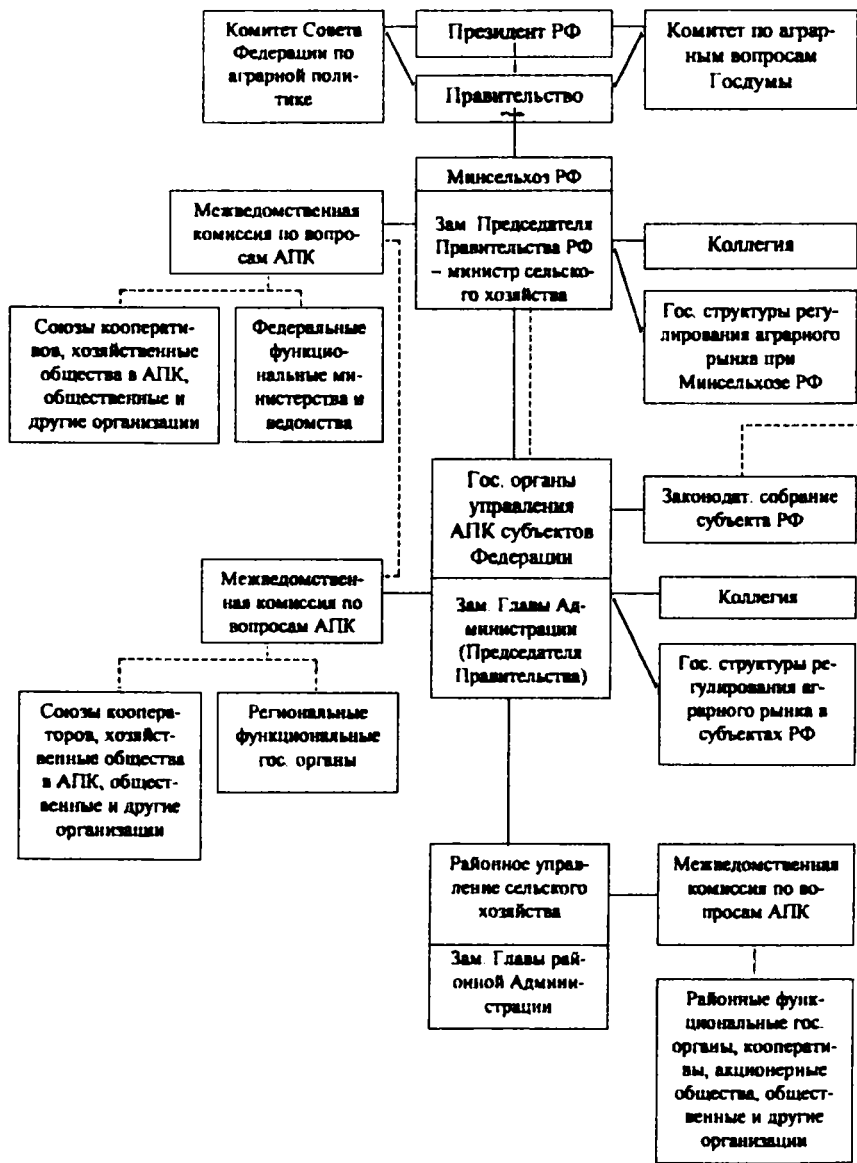 Комитет Совета
Федерации по
аграрной поли-
тике
Президент РФ
Правительство
Комитет по аграр-
ным вопросам
Госдумы
Минсельхоз РФ
Зам. Председателя
Правительства РФ
– министр сельско-
го хозяйства
Межведомственная
комиссия по вопро-
сам АПК
Коллегия
Гос. структуры регу-
лирования аграрного
рынка при
Минсельхозе РФ
Союзы кооперати-
вов, хозяйственные
общества в АПК,
общественные и
другие организации
Федеральные
функцио-
нальные ми-
нистерства и
ведомства
Гос. органы
управления
АПК субъектов
Федерации
Законодат. собрание
субъекта РФ
Межведомствен-
ная комиссия по
вопросам АПК
Зам. Главы Ад-
министрации
(Председателя
Правительства)
Коллегия
Гос. структуры ре-
гулирования аг-
рарного рынка в
субъектах РФ
Союзы коопера-
торов, хозяйст-
венные общества
в АПК, общест-
венные и другие
организации
Региональные
функциональные
гос. органы
Районное управ-
ление сельского
хозяйства
Зам. Главы рай-
онной Админи-
страции
Межведомственная
комиссия по во-
просам АПК
Районные функ-
циональные гос.
органы, кооперати-
вы, акционерные
общества, общест-
венные и другие
организации